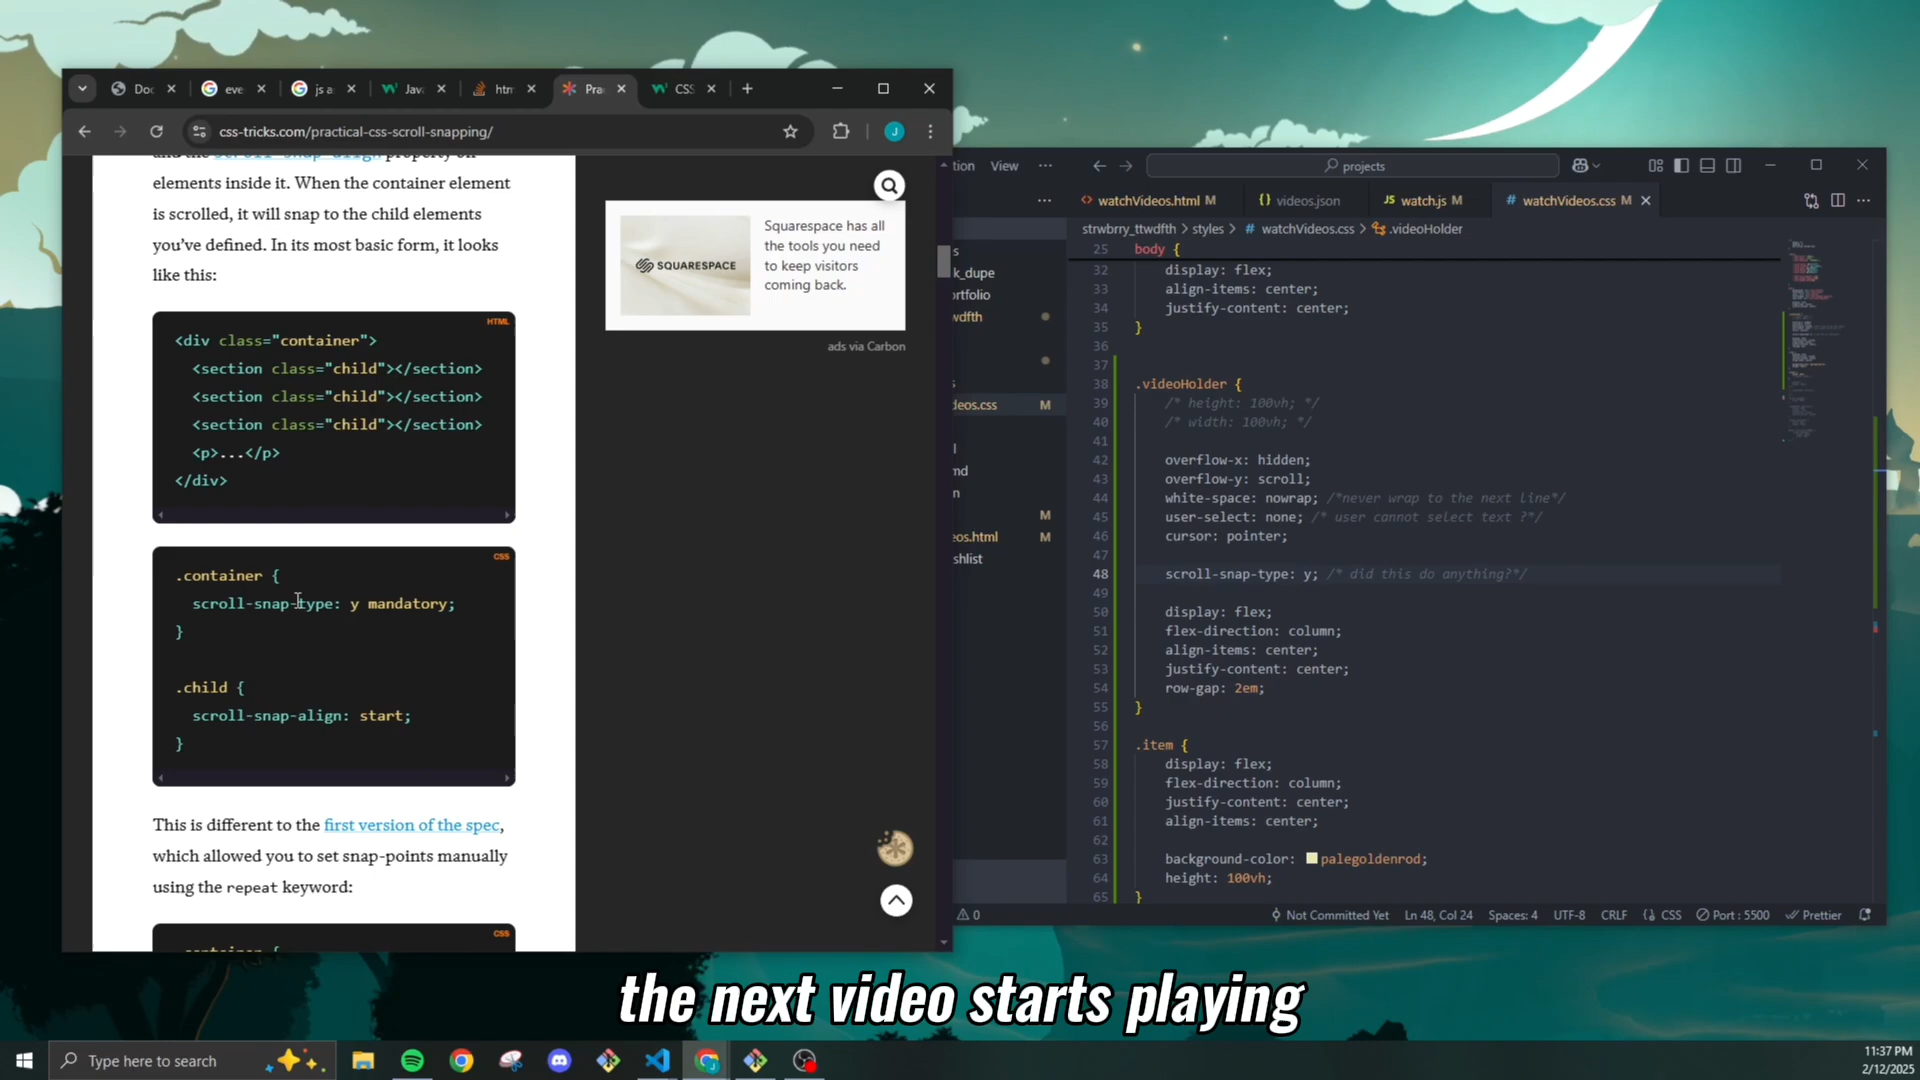 Doc
eve
js a
Java
htm
Prac
CSS
css-tricks.com/practical-css-scroll-snapping/
J
and the scroll-snap-align property on
elements inside it. When the container element
is scrolled, it will snap to the child elements
you've defined. In its most basic form, it looks
like this:
HTML
<div class="container">
<section class="child"></section>
<section class="child"></section>
<section class="child"></section>
<p>...</p>
</div>
CSS
.container {
scroll-snap-type: y mandatory;
}
.child {
scroll-snap-align: start;
}
This is different to the first version of the spec,
which allowed you to set snap-points manually
using the repeat keyword:
CSS
.container {
SQUARESPACE
Squarespace has all
the tools you need
to keep visitors
coming back.
ads via Carbon
ction View
projects
s
k_dupe
ortfolio
wdfth
s
deos.css M
l
md
n
M
eos.html M
shlist
0
<> watchVideos.html M
{} videos.json
JS watch.js M
# watchVideos.css M
strwbrry_ttwdfth > styles > # watchVideos.css > .videoHolder
25 body {
32 display: flex;
33 align-items: center;
34 justify-content: center;
35 }
36
37
38 .videoHolder {
39 /* height: 100vh; */
40 /* width: 100vh; */
41
42 overflow-x: hidden;
43 overflow-y: scroll;
44 white-space: nowrap; /*never wrap to the next line*/
45 user-select: none; /* user cannot select text ?*/
46 cursor: pointer;
47
48 scroll-snap-type: y; /* did this do anything?*/
50 display: flex;
51 flex-direction: column;
52 align-items: center;
53 justify-content: center;
54 row-gap: 2em;
55 }
56
57 .item {
58 display: flex;
59 flex-direction: column;
60 justify-content: center;
61 align-items: center;
62
63 background-color: palegoldenrod;
64 height: 100vh;
65 }
Not Committed Yet Ln 48, Col 24 Spaces: 4 UTF-8 CRLF {} CSS Port : 5500 Prettier
the next video starts playing
Type here to search
11:37 PM
2/12/2025